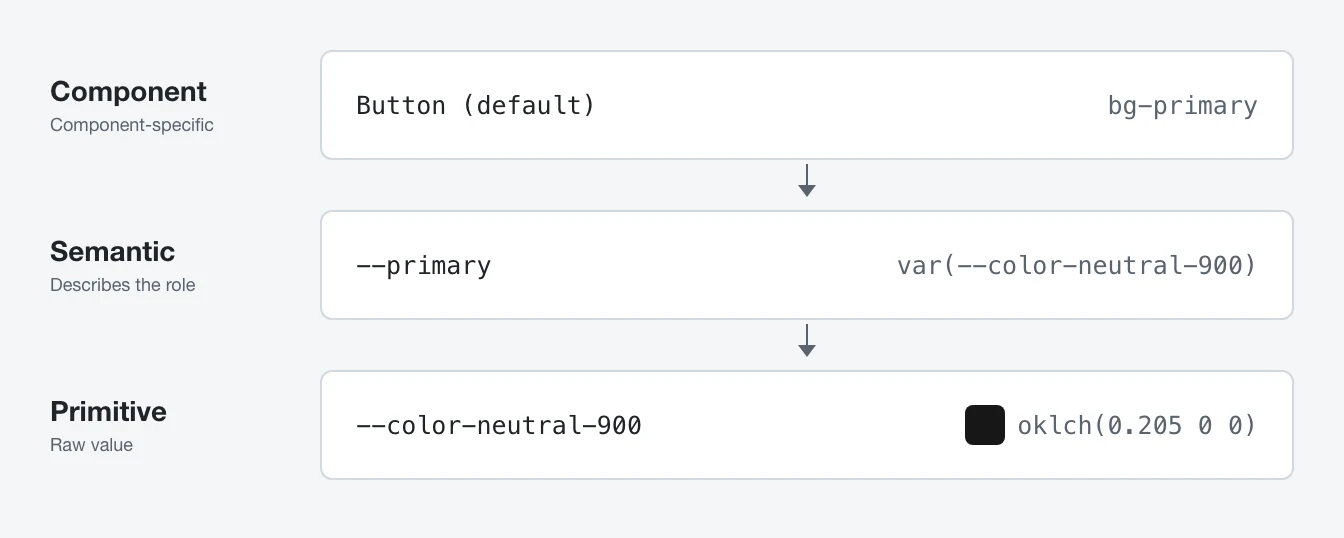 Component
Component-specific
Button (default)
bg-primary
Semantic
Describes the role
--primary
var(--color-neutral-900)
Primitive
Raw value
--color-neutral-900
oklch(0.205 0 0)